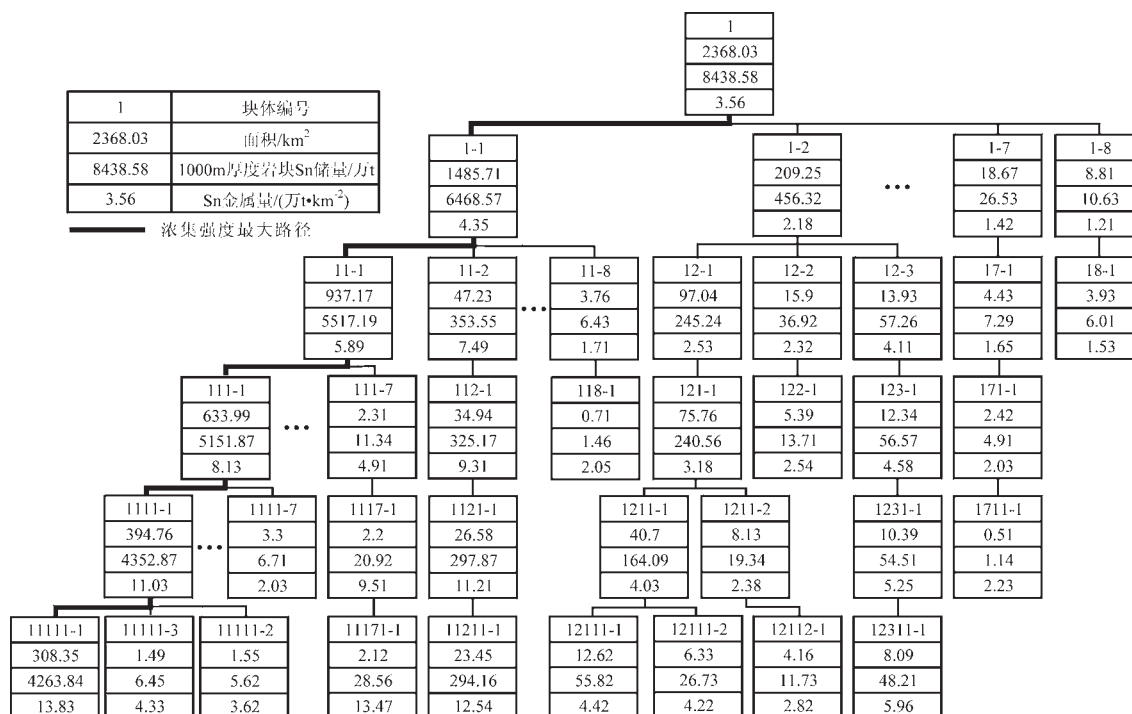 1
2368.03
8438.58
3.56
1 块体编号
2368.03 面积/km²
8438.58 1000m厚度岩块Sn储量/万t
3.56 Sn金属量/(万t•km⁻²)
浓集强度最大路径
1-1 1-2 1-7 1-8
1485.71 209.25 18.67 8.81
6468.57 456.32 ••• 26.53 10.63
4.35 2.18 1.42 1.21
11-1 11-2 11-8 12-1 12-2 12-3 17-1 18-1
937.17 47.23 3.76 97.04 15.9 13.93 4.43 3.93
5517.19 353.55 ••• 6.43 245.24 36.92 57.26 7.29 6.01
5.89 7.49 1.71 2.53 2.32 4.11 1.65 1.53
111-1 111-7 112-1 118-1 121-1 122-1 123-1 171-1
633.99 2.31 34.94 0.71 75.76 5.39 12.34 2.42
5151.87 ••• 11.34 325.17 1.46 240.56 13.71 56.57 4.91
8.13 4.91 9.31 2.05 3.18 2.54 4.58 2.03
1111-1 1111-7 1117-1 1121-1 1211-1 1211-2 1231-1 1711-1
394.76 3.3 2.2 26.58 40.7 8.13 10.39 0.51
4352.87 ••• 6.71 20.92 297.87 164.09 19.34 54.51 1.14
11.03 2.03 9.51 11.21 4.03 2.38 5.25 2.23
11111-1 11111-3 11111-2 11171-1 11211-1 12111-1 12111-2 12112-1 12311-1
308.35 1.49 1.55 2.12 23.45 12.62 6.33 4.16 8.09
4263.84 6.45 5.62 28.56 294.16 55.82 26.73 11.73 48.21
13.83 4.33 3.62 13.47 12.54 4.42 4.22 2.82 5.96